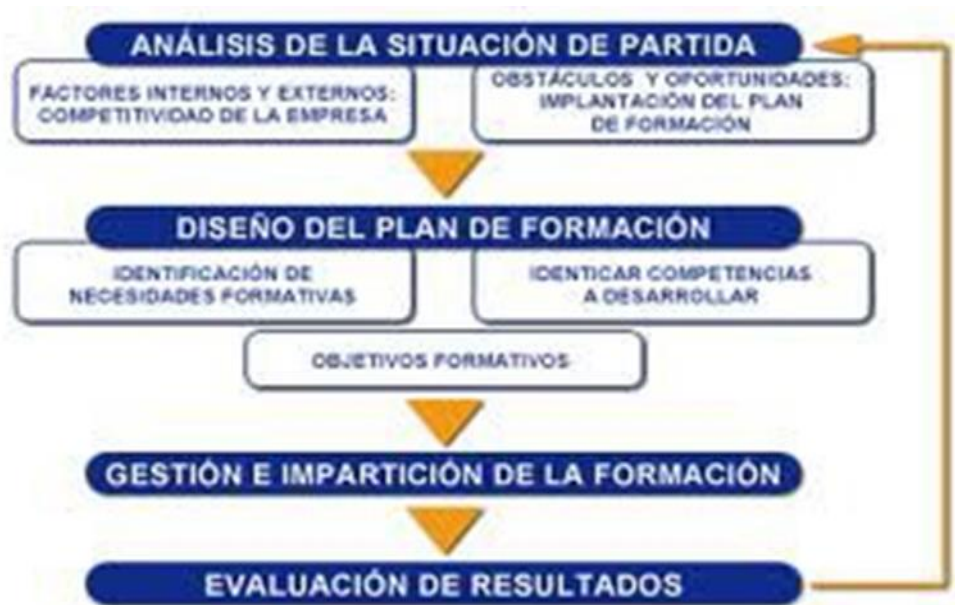 ANÁLISIS DE LA SITUACIÓN DE PARTIDA
FACTORES INTERNOS Y EXTERNOS:
COMPETITIVIDAD DE LA EMPRESA
OBSTÁCULOS Y OPORTUNIDADES:
IMPLANTACIÓN DEL PLAN
DE FORMACIÓN
DISEÑO DEL PLAN DE FORMACIÓN
IDENTIFICACIÓN DE
NECESIDADES FORMATIVAS
IDENTICAR COMPETENCIAS
A DESARROLLAR
OBJETIVOS FORMATIVOS
GESTIÓN E IMPARTICIÓN DE LA FORMACIÓN
EVALUACIÓN DE RESULTADOS